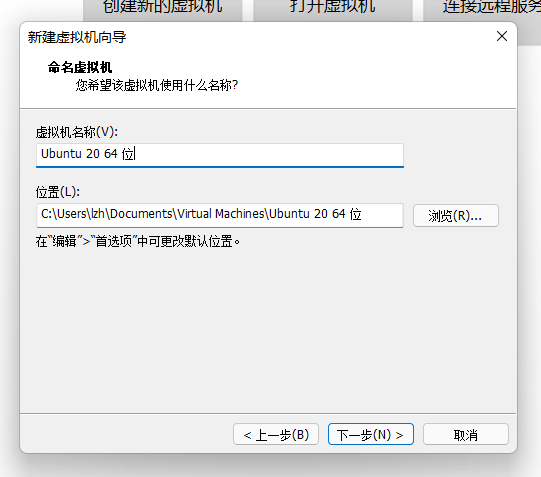 创建新的虚拟机
打开虚拟机
连接远程服务
新建虚拟机向导
命名虚拟机
您希望该虚拟机使用什么名称?
虚拟机名称(V):
Ubuntu 20 64 位
位置(L):
C:\Users\lzh\Documents\Virtual Machines\Ubuntu 20 64 位
浏览(R)...
在“编辑”>“首选项”中可更改默认位置。
< 上一步(B)
下一步(N) >
取消